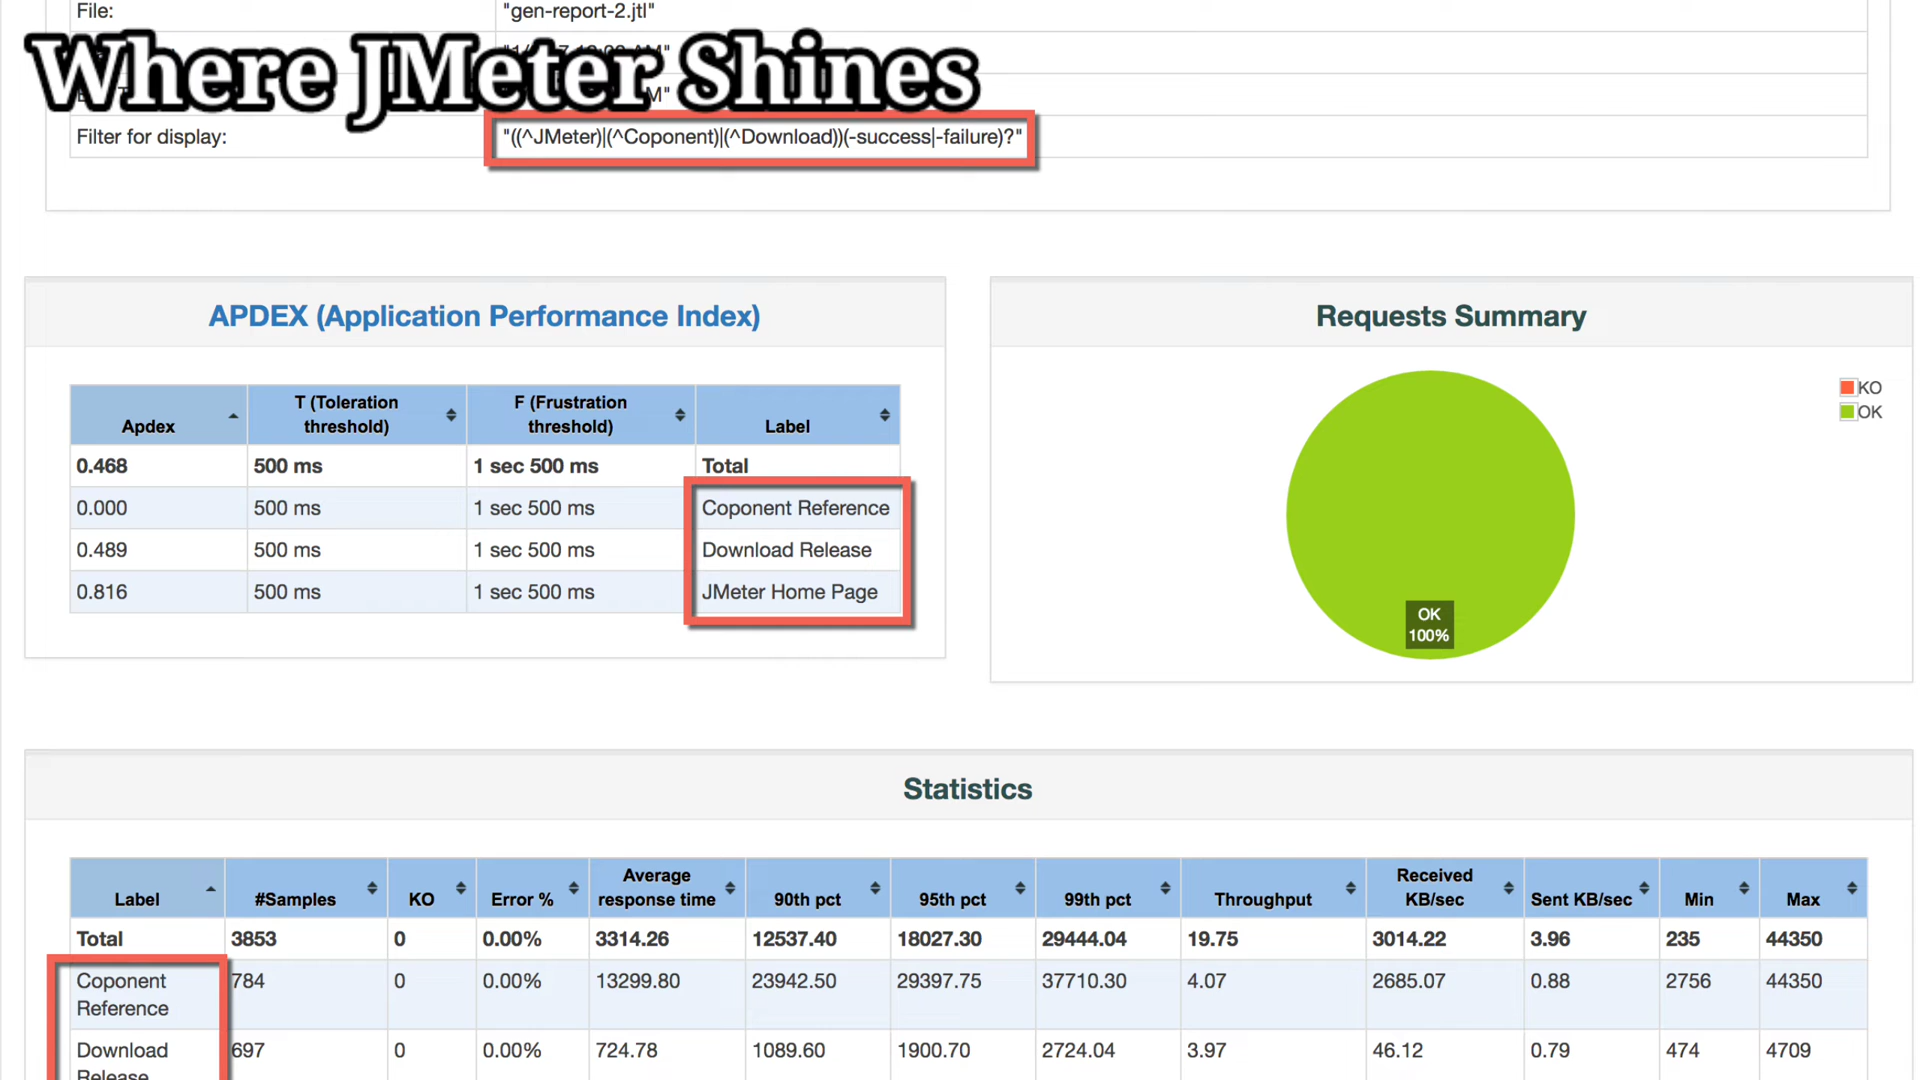 File:
"gen-report-2.jtl"
Where JMeter Shines
Filter for display:
"((^JMeter)|(^Coponent)|(^Download))(-success|-failure)?"
APDEX (Application Performance Index)
Apdex
T (Toleration
threshold)
F (Frustration
threshold)
Label
0.468 500 ms 1 sec 500 ms Total
0.000 500 ms 1 sec 500 ms Coponent Reference
0.489 500 ms 1 sec 500 ms Download Release
0.816 500 ms 1 sec 500 ms JMeter Home Page
Requests Summary
KO
OK
OK
100%
Statistics
Label
#Samples
KO
Error %
Average
response time
90th pct
95th pct
99th pct
Throughput
Received
KB/sec
Sent KB/sec
Min
Max
Total 3853 0 0.00% 3314.26 12537.40 18027.30 29444.04 19.75 3014.22 3.96 235 44350
Coponent
Reference
784 0 0.00% 13299.80 23942.50 29397.75 37710.30 4.07 2685.07 0.88 2756 44350
Download
Release
697 0 0.00% 724.78 1089.60 1900.70 2724.04 3.97 46.12 0.79 474 4709